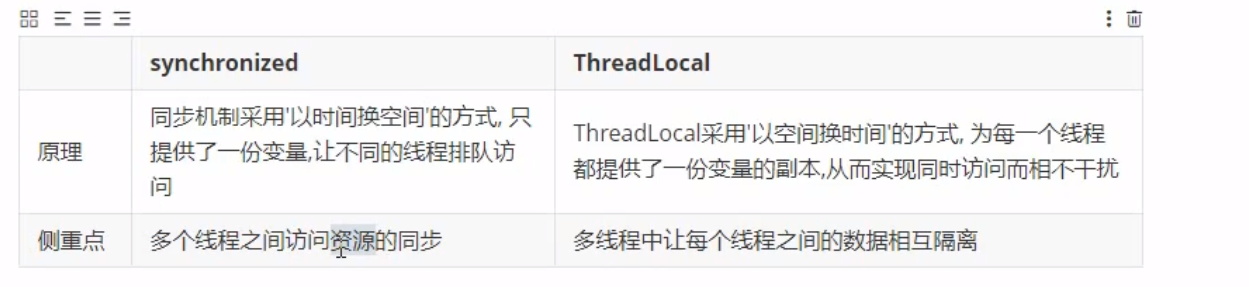 synchronized
ThreadLocal
原理
同步机制采用'以时间换空间'的方式, 只
提供了一份变量,让不同的线程排队访
问
ThreadLocal采用'以空间换时间'的方式, 为每一个线程
都提供了一份变量的副本,从而实现同时访问而相不干扰
侧重点
多个线程之间访问资源的同步
多线程中让每个线程之间的数据相互隔离